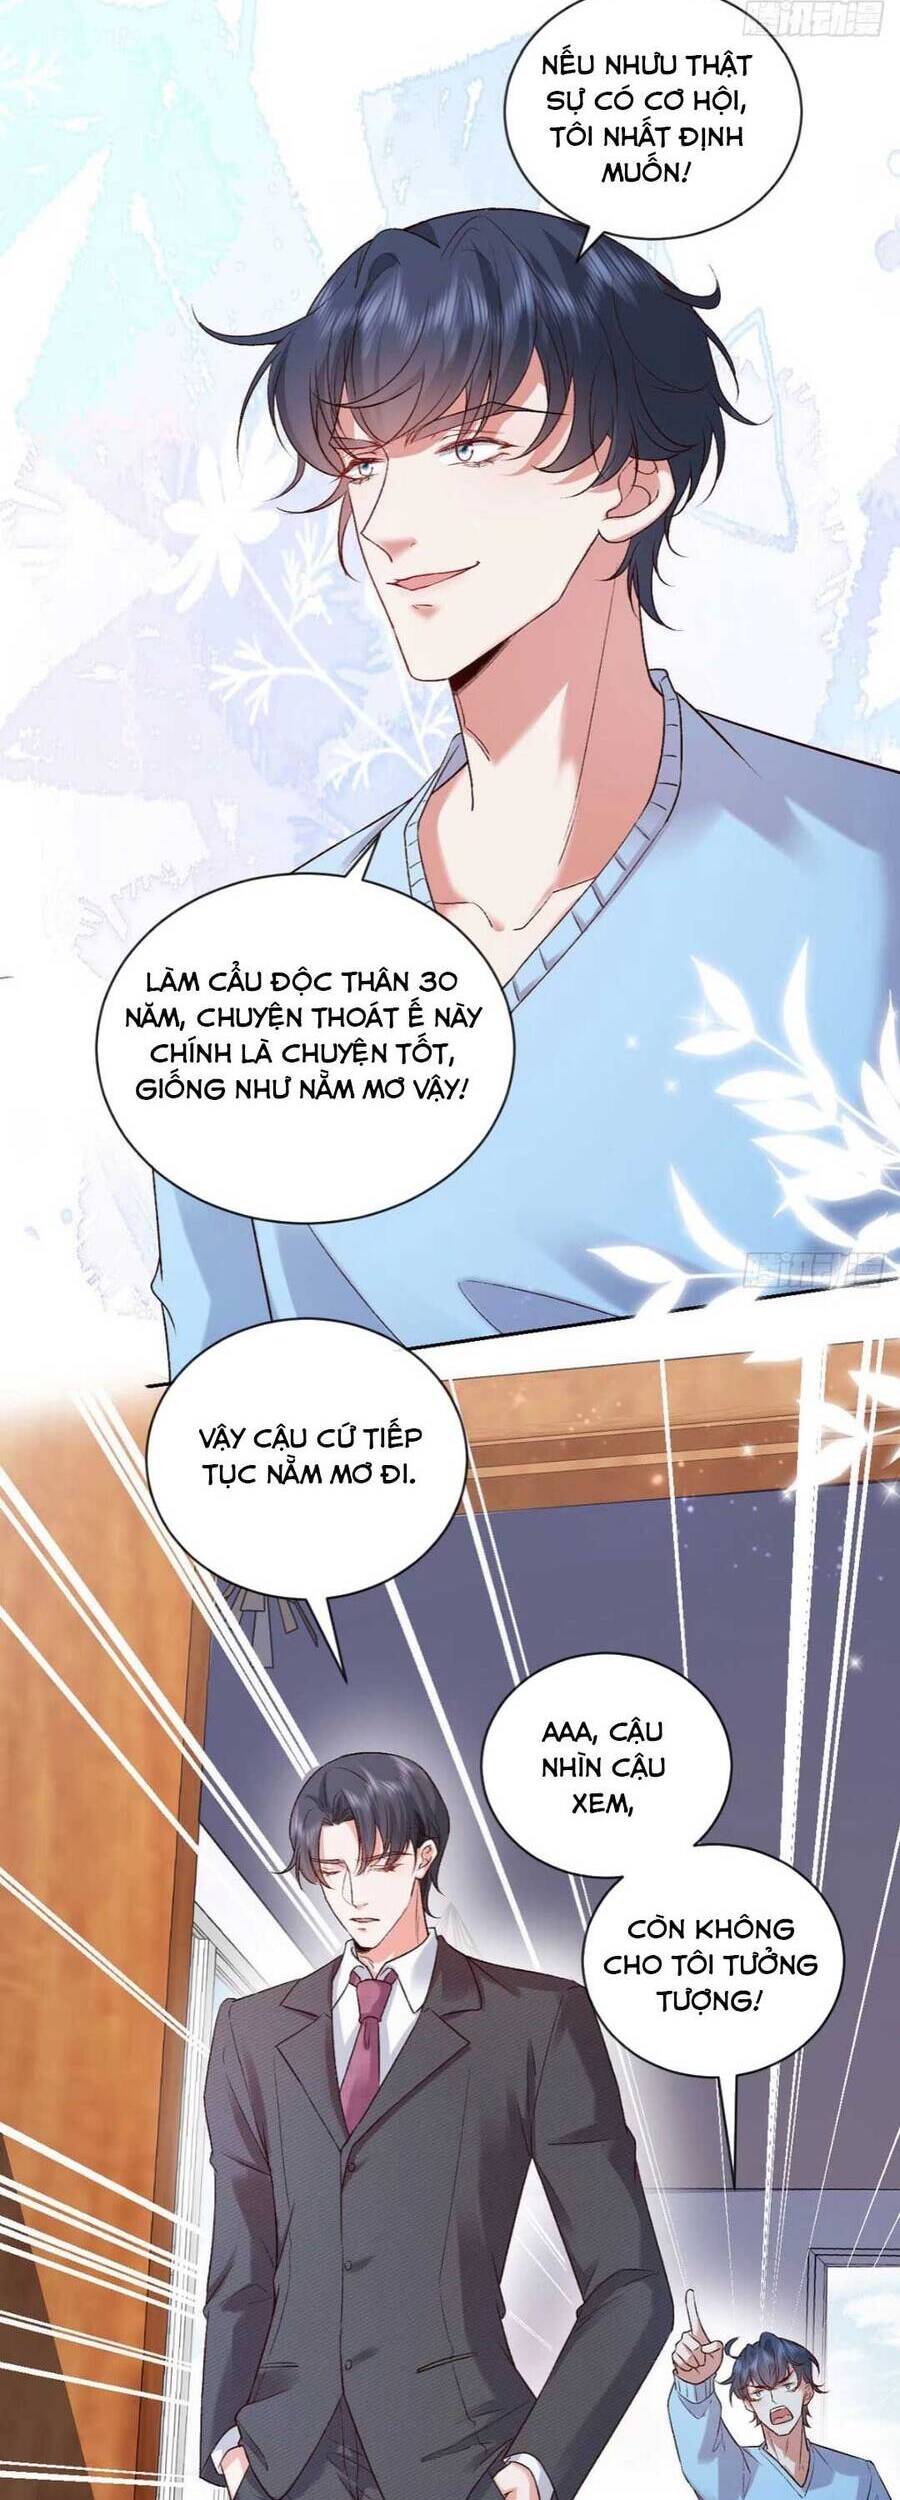 NẾU NHƯU THẬT
SỰ CÓ CƠ HỘI,
TÔI NHẤT ĐỊNH
MUỐN!
LÀM CẨU ĐỘC THÂN 30
NĂM, CHUYỆN THOÁT Ế NÀY
CHÍNH LÀ CHUYỆN TỐT,
GIỐNG NHƯ NẰM MƠ VẬY!
VẬY CẬU CỨ TIẾP
TỤC NẰM MƠ ĐI.
AAA, CẬU
NHÌN CẬU
XEM,
CÒN KHÔNG
CHO TÔI TƯỞNG
TƯỢNG!